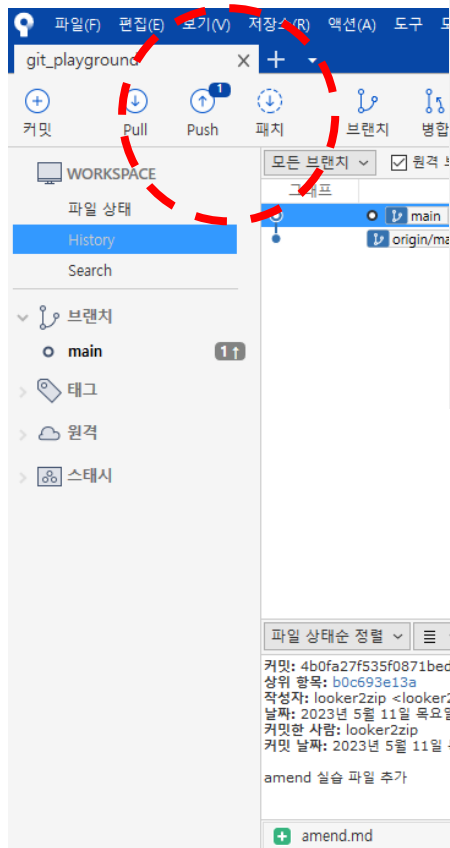 파일(F) 편집(E) 보기(V) 저장소(R) 액션(A) 도구
git_playground
1
커밋 Pull Push 패치 브랜치 병합
모든 브랜치 원격
WORKSPACE
그래프
파일 상태
main
History
origin/ma
Search
브랜치
main 1↑
태그
원격
스태시
파일 상태순 정렬
커밋: 4b0fa27f535f0871bed
상위 항목: b0c693e13a
작성자: looker2zip <looker2
날짜: 2023년 5월 11일 목요일
커밋한 사람: looker2zip
커밋 날짜: 2023년 5월 11일
amend 실습 파일 추가
amend.md